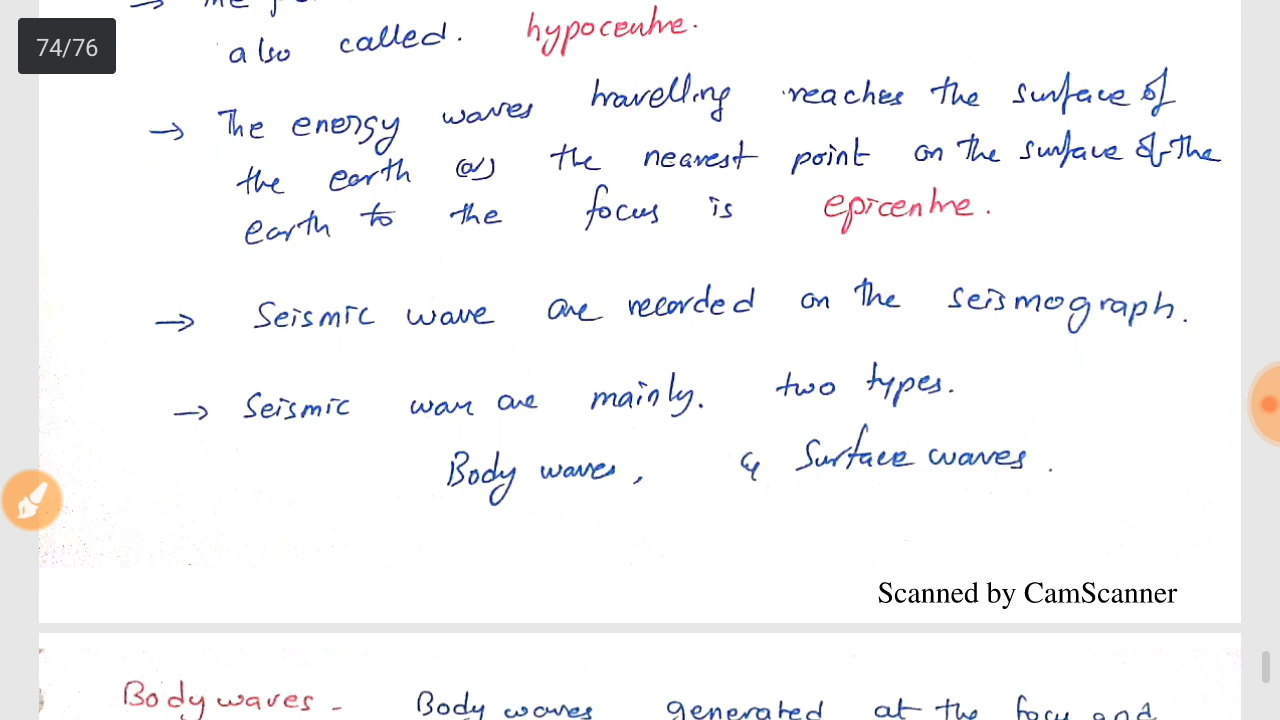 74/76
→ The
also called. hypocentre.
→ The energy waves travelling reaches the surface of
the earth (or) the nearest point on the surface of the
earth to the focus is epicentre.
→ Seismic wave are recorded on the seismograph.
→ Seismic wave are mainly. two types.
Body waves, & Surface waves.
Scanned by CamScanner
Body waves - Body waves generated at the focus and